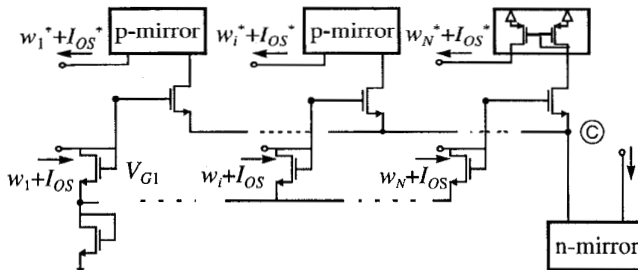 w1*+IOS* p-mirror wi*+IOS* p-mirror wN*+IOS*
C
w1+IOS VG1 wi+IOS wN+IOS
n-mirror